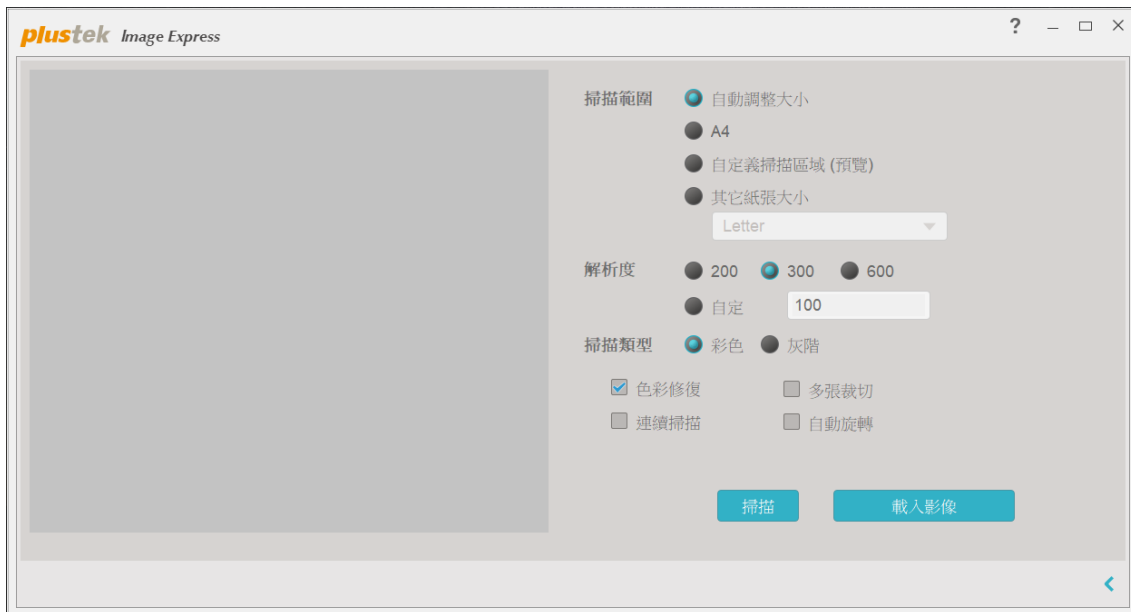 plustek Image Express
?
掃描範圍 自動調整大小
A4
自定義掃描區域 (預覽)
其它紙張大小
Letter
解析度 200 300 600
自定 100
掃描類型 彩色 灰階
色彩修復 多張裁切
連續掃描 自動旋轉
掃描 載入影像